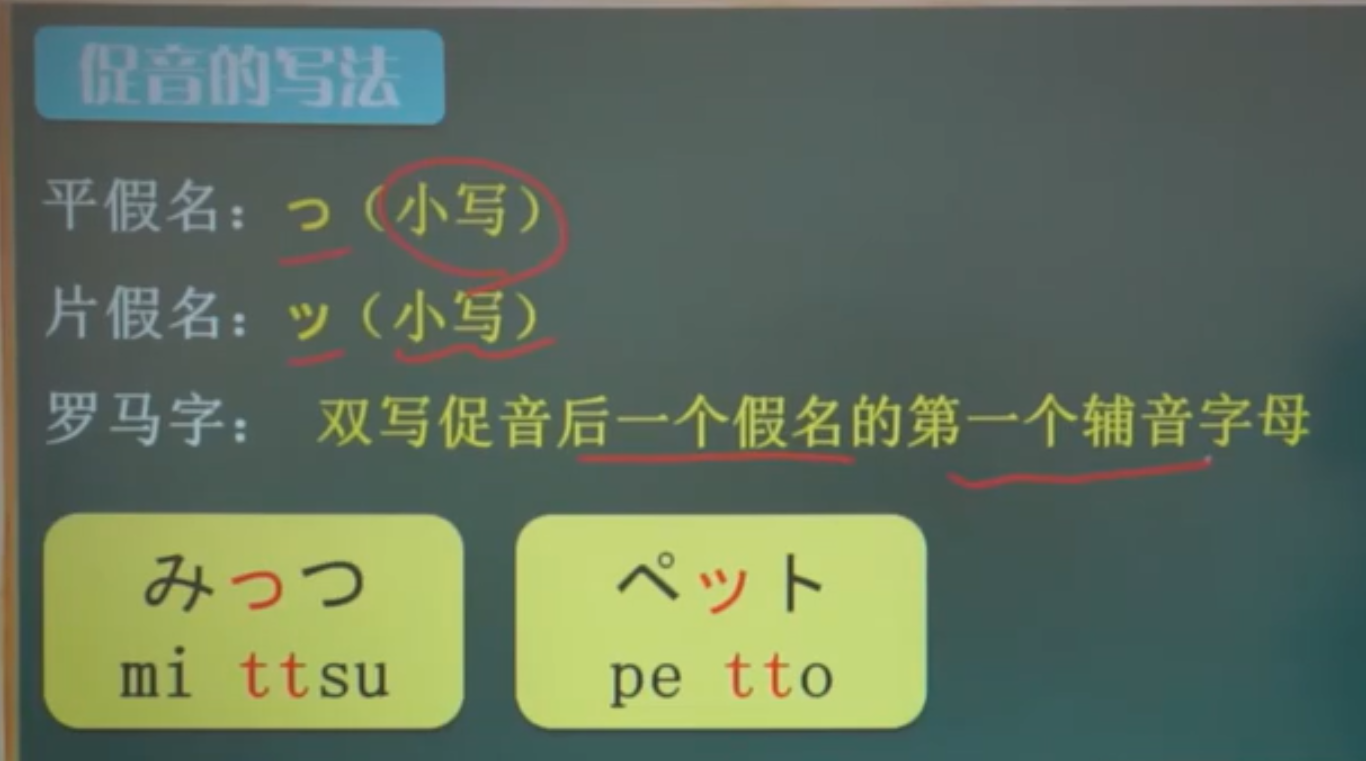 促音的写法
平假名：っ（小写）
片假名：ッ（小写）
罗马字： 双写促音后一个假名的第一个辅音字母
みっつ
mi ttsu
ペット
pe tto